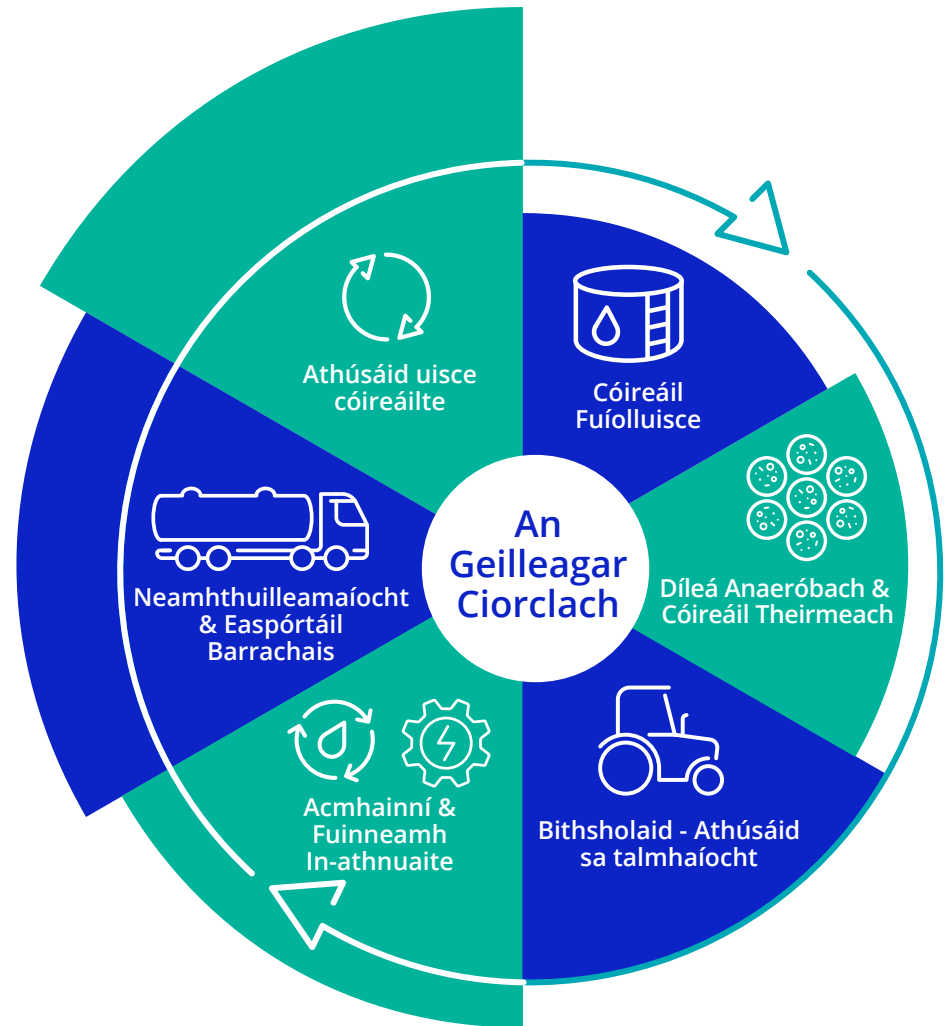 An
Geilleagar
Ciorclach
Cóireáil
Fuíolluisce
Díleá Anaeróbach &
Cóireáil Theirmeach
Bithsholaid - Athúsáid
sa talmhaíocht
Acmhainní &
Fuinneamh
In-athnuaite
Neamhthuilleamaíocht
& Easpórtáil
Barrachais
Athúsáid uisce
cóireáilte